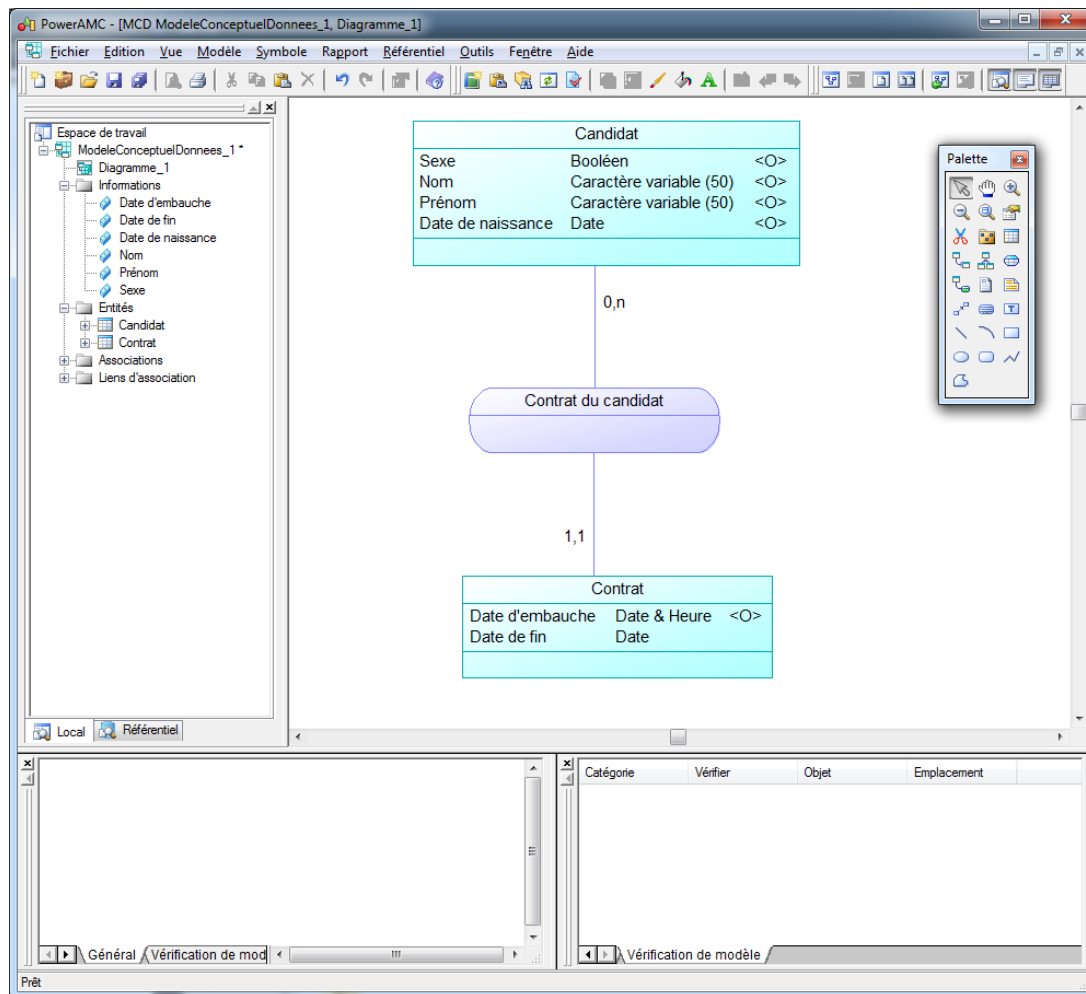 PowerAMC - [MCD ModeleConceptuelDonnees_1, Diagramme_1]
Fichier Edition Vue Modèle Symbole Rapport Référentiel Outils Fenêtre Aide
Espace de travail
ModeleConceptuelDonnees_1 *
Diagramme_1
Informations
Date d'embauche
Date de fin
Date de naissance
Nom
Prénom
Sexe
Entités
Candidat
Contrat
Associations
Liens d'association
Local Référentiel
Candidat
Sexe Booléen <O>
Nom Caractère variable (50) <O>
Prénom Caractère variable (50) <O>
Date de naissance Date <O>
0,n
Contrat du candidat
1,1
Contrat
Date d'embauche Date & Heure <O>
Date de fin Date
Palette
Général Vérification de mod
Catégorie Vérifier Objet Emplacement
Vérification de modèle
Prêt